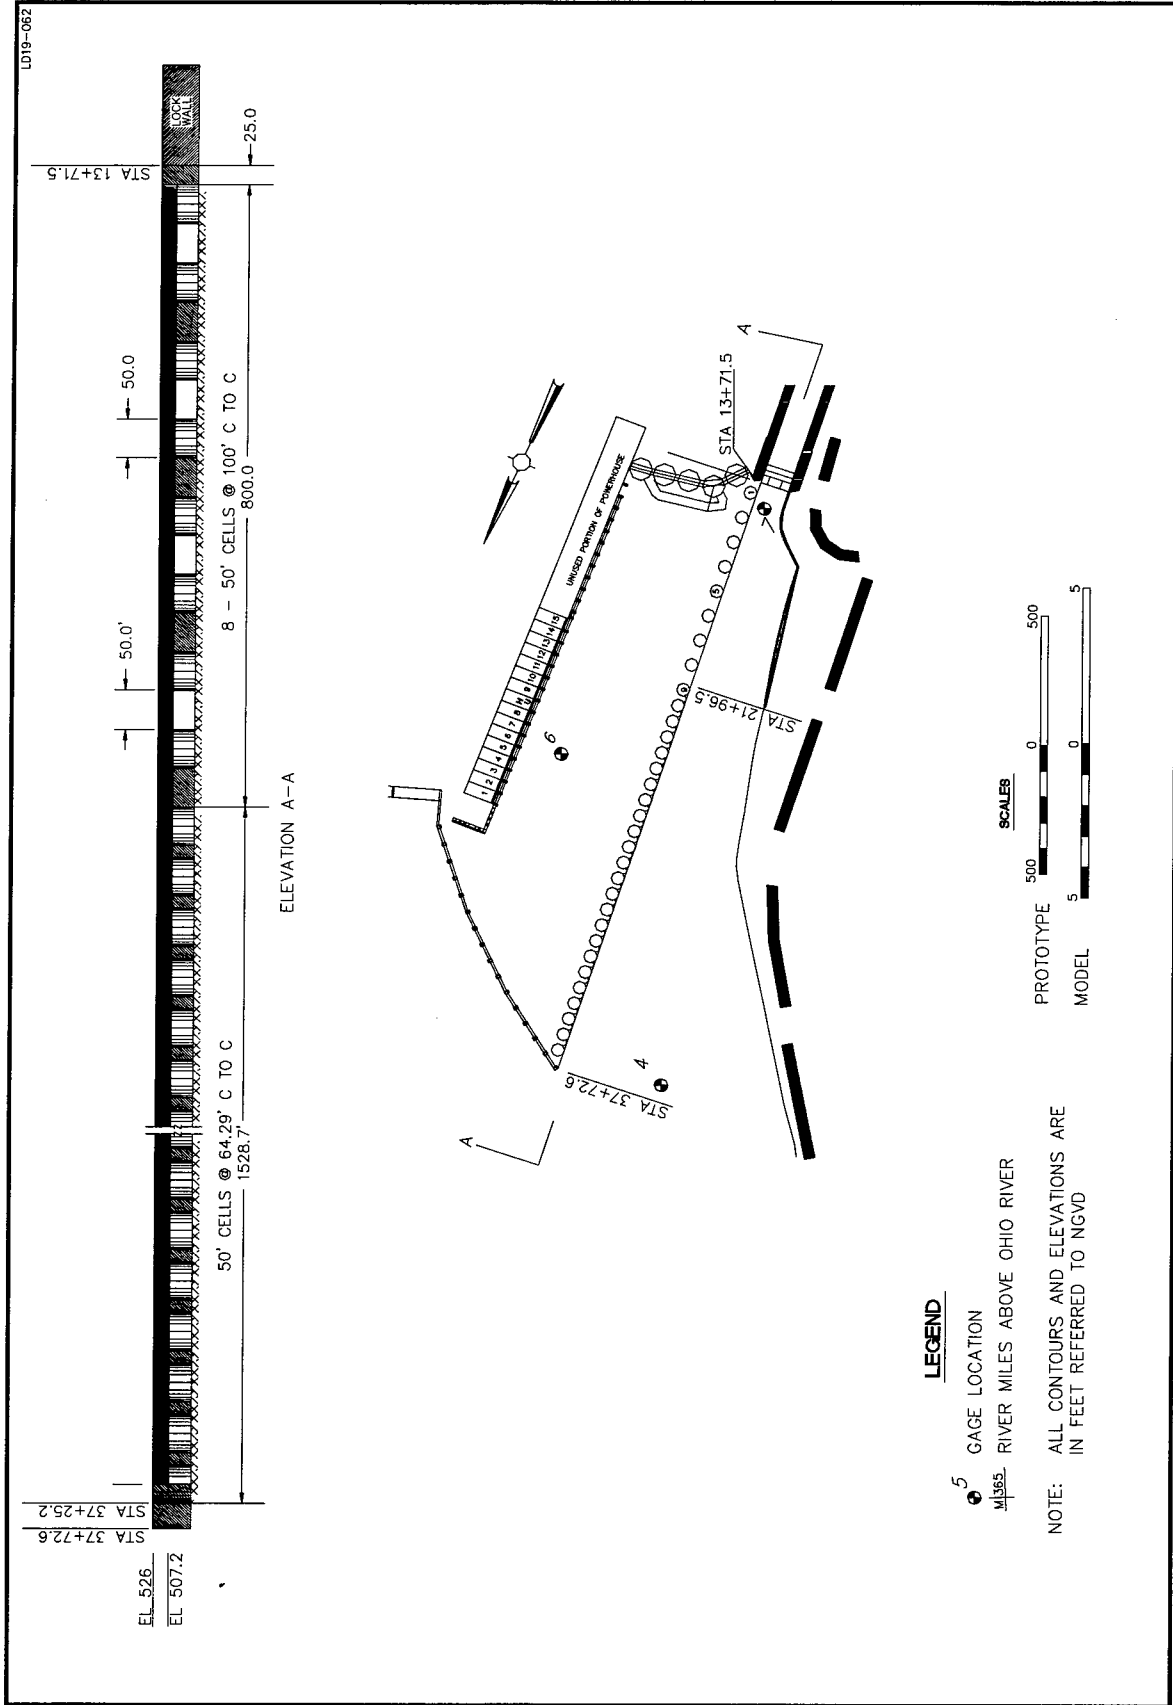 LD19-062
EL 526
EL 507.2
STA 37+72.6
STA 37+25.2
STA 13+71.5
LOCK
WALL
50.0'
50.0
25.0
50' CELLS @ 64.29' C TO C
1528.7'
8 - 50' CELLS @ 100' C TO C
800.0
ELEVATION A-A
A
A
STA 37+72.6
STA 21+96.5
STA 13+71.5
1 2 3 4 5 6 7 8 9 10 11 12 13 14 15
UNUSED PORTION OF POWERHOUSE
4
6
7
9
5
1
LEGEND
5 GAGE LOCATION
RIVER MILES ABOVE OHIO RIVER
NOTE: ALL CONTOURS AND ELEVATIONS ARE
IN FEET REFERRED TO NGVD
SCALES
PROTOTYPE 500 0 500
MODEL 5 0 5